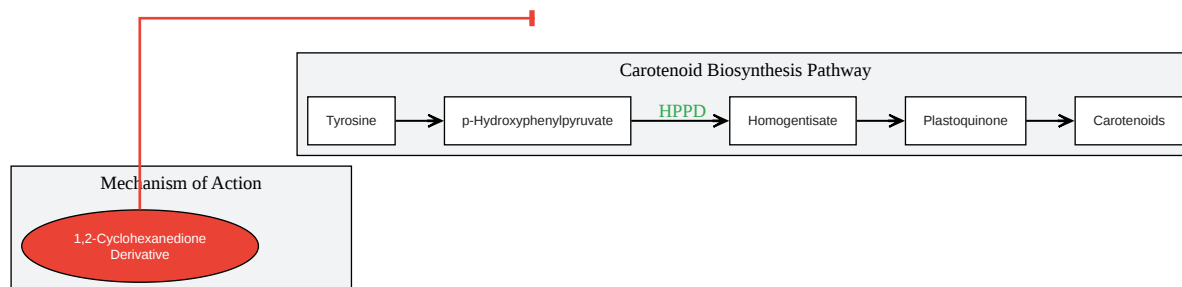 Carotenoid Biosynthesis Pathway
Tyrosine
p-Hydroxyphenylpyruvate
HPPD
Homogentisate
Plastoquinone
Carotenoids
Mechanism of Action
1,2-Cyclohexanedione
Derivative